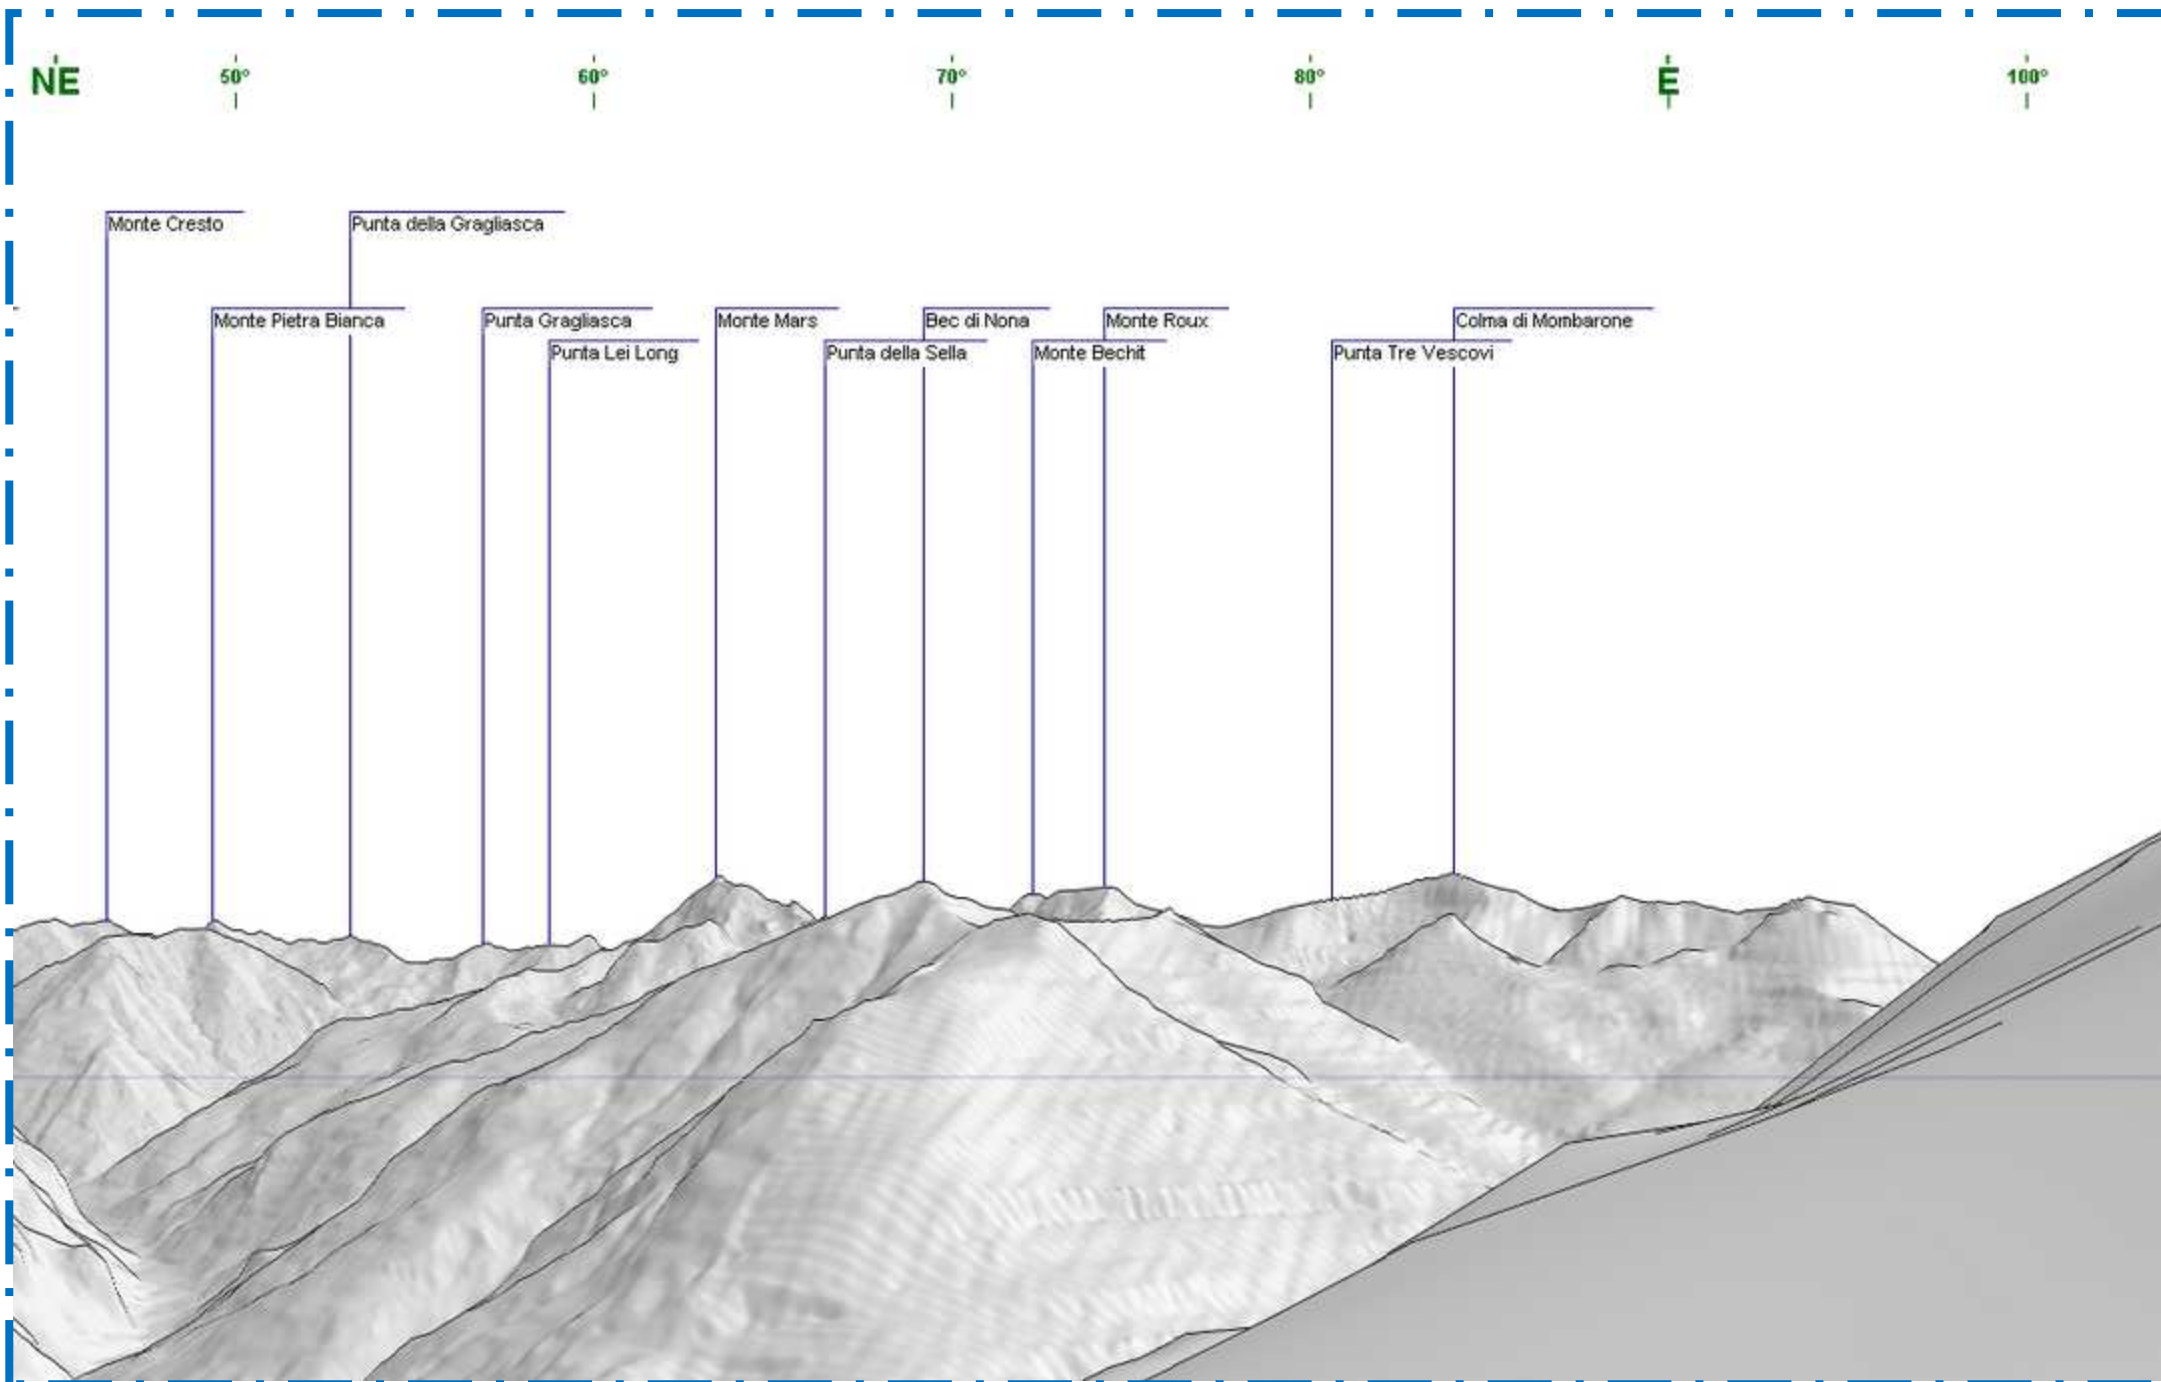 NE 50° 60° 70° 80° E 100°
Monte Cresto Punta della Gragliasca
Monte Pietra Bianca Punta Gragliasca Monte Mars Bec di Nona Monte Roux Colma di Mombarone
Punta Lei Long Punta della Sella Monte Bechit Punta Tre Vescovi